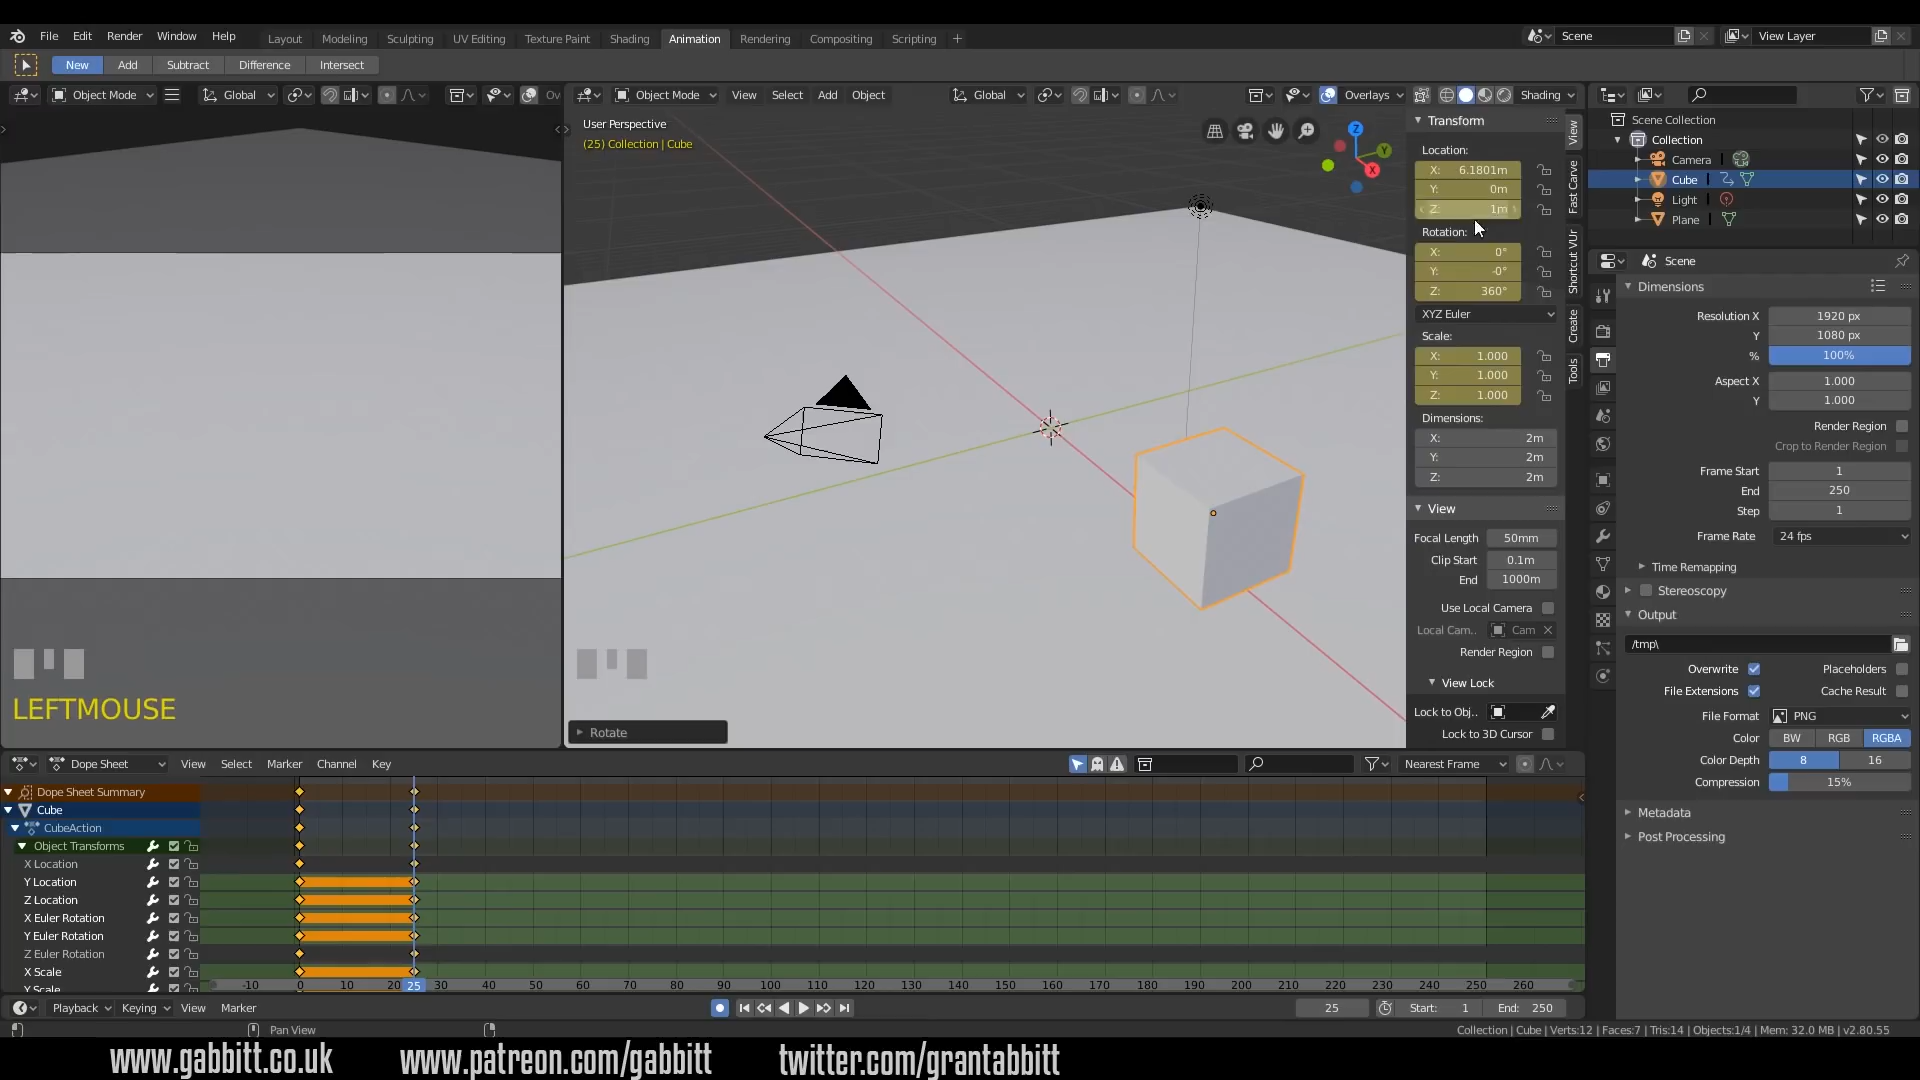 File Edit Render Window Help Layout Modeling Sculpting UV Editing Texture Paint Shading Animation Rendering Compositing Scripting + Scene View Layer
New Add Subtract Difference Intersect
Object Mode Global Ov
Object Mode View Select Add Object Global Overlays Shading
User Perspective
(25) Collection | Cube
Z
Y
X
LEFTMOUSE
Rotate
Transform
Location:
X: 6.1801m
Y: 0m
Z: 1m
Rotation:
X: 0°
Y: -0°
Z: 360°
XYZ Euler
Scale:
X: 1.000
Y: 1.000
Z: 1.000
Dimensions:
X: 2m
Y: 2m
Z: 2m
View
Focal Length 50mm
Clip Start 0.1m
End 1000m
Use Local Camera
Local Cam.. Cam
Render Region
View Lock
Lock to Obj..
Lock to 3D Cursor
View
Fast Carve
Shortcut VUr
Create
Tools
Scene Collection
Collection
Camera
Cube
Light
Plane
Scene
Dimensions
Resolution X 1920 px
Y 1080 px
% 100%
Aspect X 1.000
Y 1.000
Render Region
Crop to Render Region
Frame Start 1
End 250
Step 1
Frame Rate 24 fps
Time Remapping
Stereoscopy
Output
/tmp\
Overwrite Placeholders
File Extensions Cache Result
File Format PNG
Color BW RGB RGBA
Color Depth 8 16
Compression 15%
Metadata
Post Processing
Dope Sheet View Select Marker Channel Key Nearest Frame
Dope Sheet Summary
Cube
CubeAction
Object Transforms
X Location
Y Location
Z Location
X Euler Rotation
Y Euler Rotation
Z Euler Rotation
X Scale
Y Scale
-10 0 10 20 25 30 40 50 60 70 80 90 100 110 120 130 140 150 160 170 180 190 200 210 220 230 240 250 260
Playback Keying View Marker 25 Start: 1 End: 250
Pan View
Collection | Cube | Verts:12 | Faces:7 | Tris:14 | Objects:1/4 | Mem: 32.0 MB | v2.80.55
www.gabbitt.co.uk www.patreon.com/gabbitt twitter.com/grantabbitt